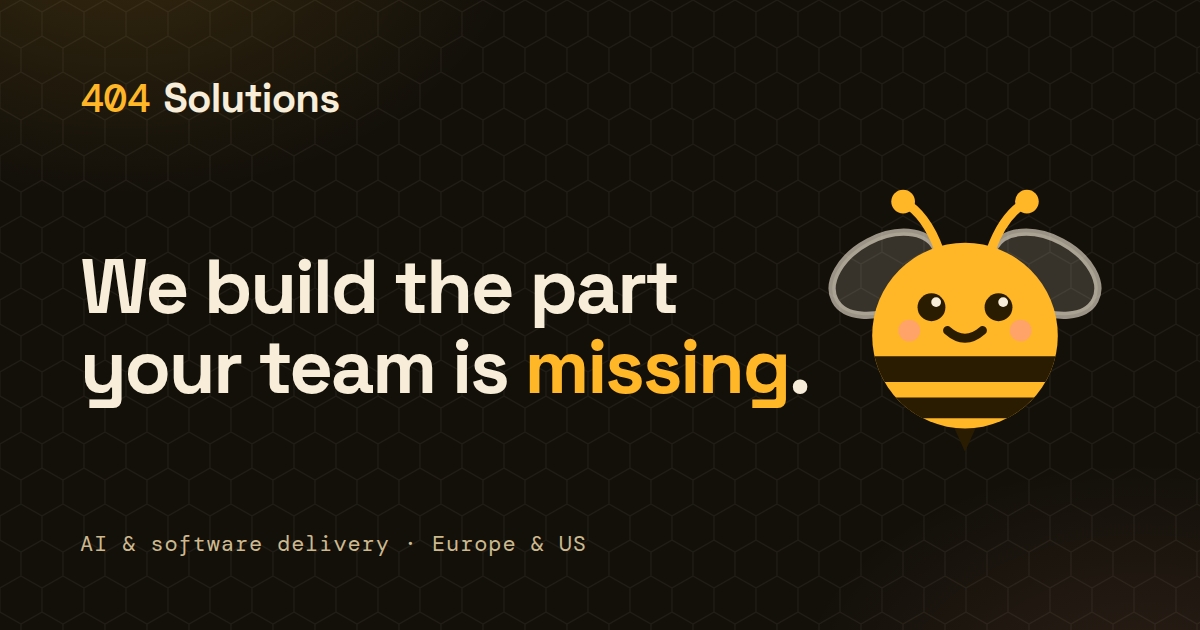 404 Solutions
We build the part
your team is missing.
AI & software delivery · Europe & US